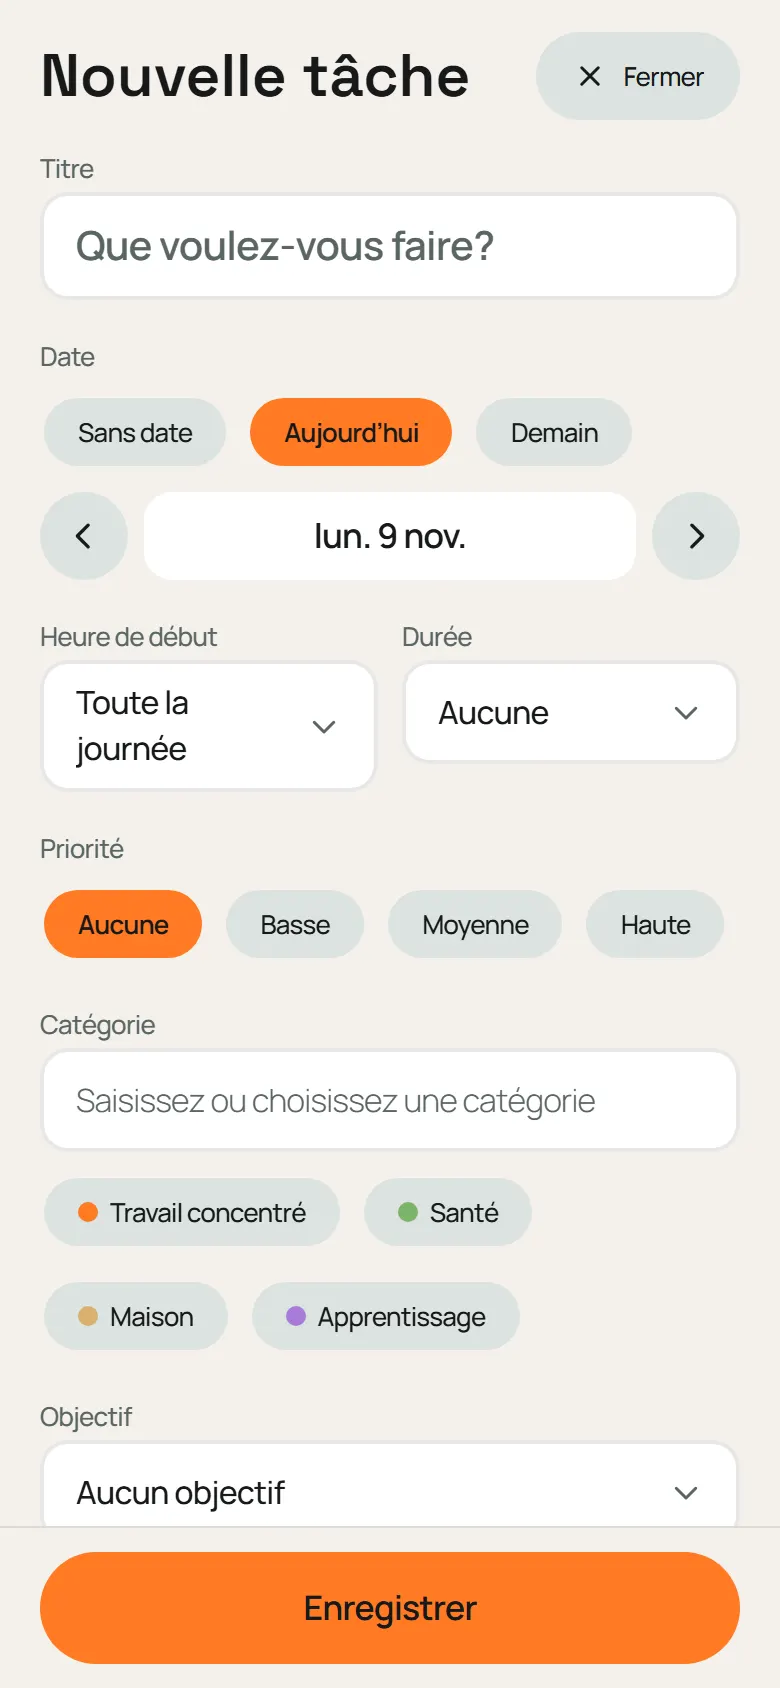 Nouvelle tâche
Fermer
Titre
Que voulez-vous faire?
Date
Sans date
Aujourd’hui
Demain
lun. 9 nov.
Heure de début
Durée
Toute la
journée
Aucune
Priorité
Aucune
Basse
Moyenne
Haute
Catégorie
Saisissez ou choisissez une catégorie
Travail concentré
Santé
Maison
Apprentissage
Objectif
Aucun objectif
Enregistrer